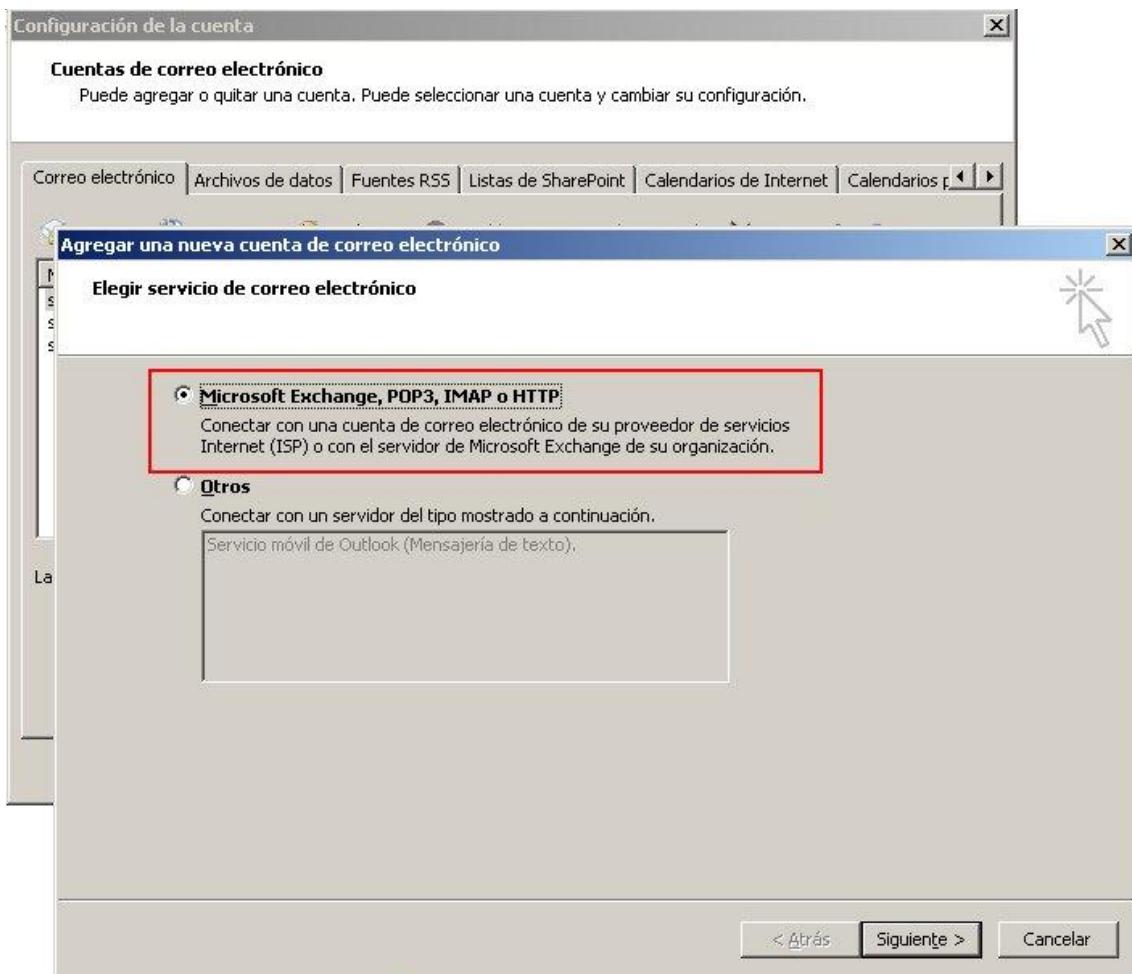 Configuración de la cuenta
Cuentas de correo electrónico
Puede agregar o quitar una cuenta. Puede seleccionar una cuenta y cambiar su configuración.
Correo electrónico Archivos de datos Fuentes RSS Listas de SharePoint Calendarios de Internet Calendarios
Agregar una nueva cuenta de correo electrónico
Elegir servicio de correo electrónico
Microsoft Exchange, POP3, IMAP o HTTP
Conectar con una cuenta de correo electrónico de su proveedor de servicios
Internet (ISP) o con el servidor de Microsoft Exchange de su organización.
Otros
Conectar con un servidor del tipo mostrado a continuación.
Servicio móvil de Outlook (Mensajería de texto).
La
< Atrás Siguiente > Cancelar